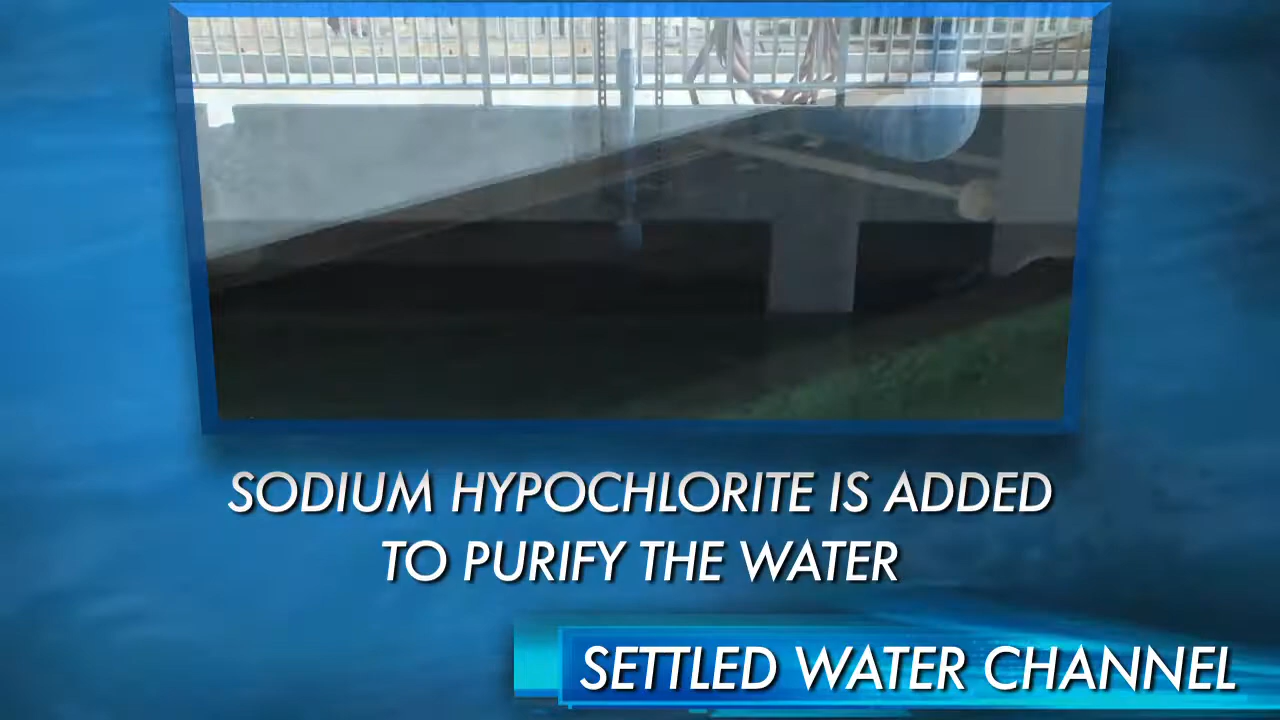 SODIUM HYPOCHLORITE IS ADDED
TO PURIFY THE WATER
SETTLED WATER CHANNEL